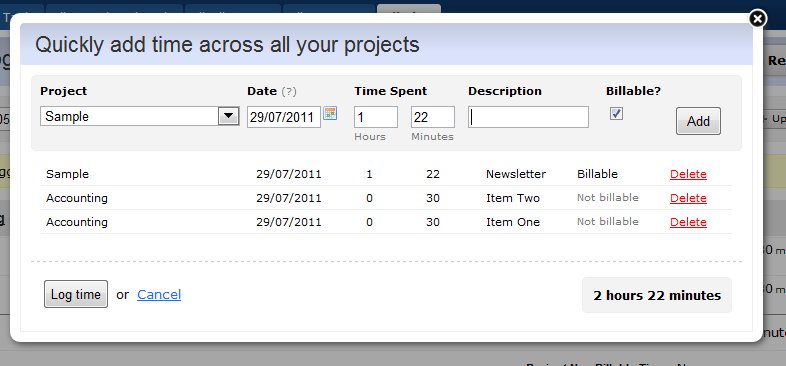 Quickly add time across all your projects
Project Date (?) Time Spent Description Billable?
Sample 29/07/2011 1 22 Add
Hours Minutes
Sample 29/07/2011 1 22 Newsletter Billable Delete
Accounting 29/07/2011 0 30 Item Two Not billable Delete
Accounting 29/07/2011 0 30 Item One Not billable Delete
Log time or Cancel 2 hours 22 minutes